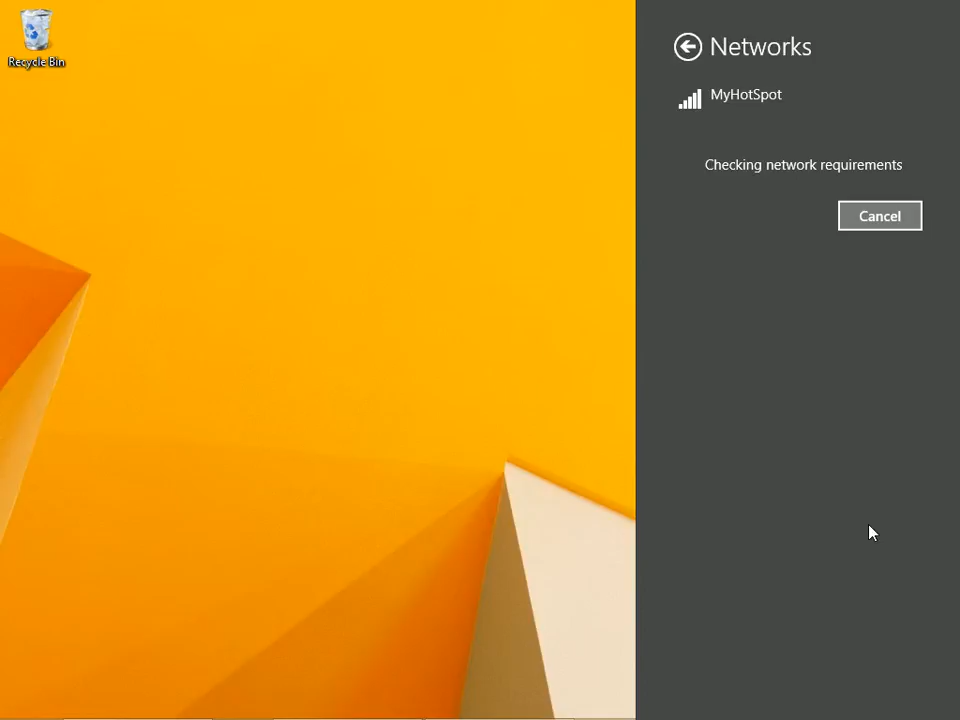 Recycle Bin
Networks
MyHotSpot
Checking network requirements
Cancel